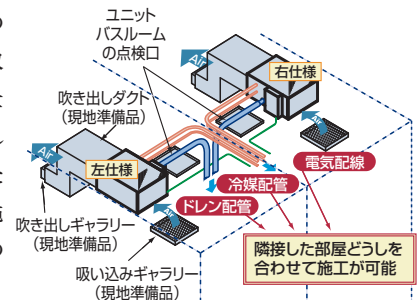 ユニット
バスルーム
の点検口
Air
右仕様
吹き出しダクト
(現地準備品)
Air
左仕様
Air
電気配線
冷媒配管
ドレン配管
吹き出しギャラリー
(現地準備品)
Air
吸い込みギャラリー
(現地準備品)
隣接した部屋どうしを
合わせて施工が可能